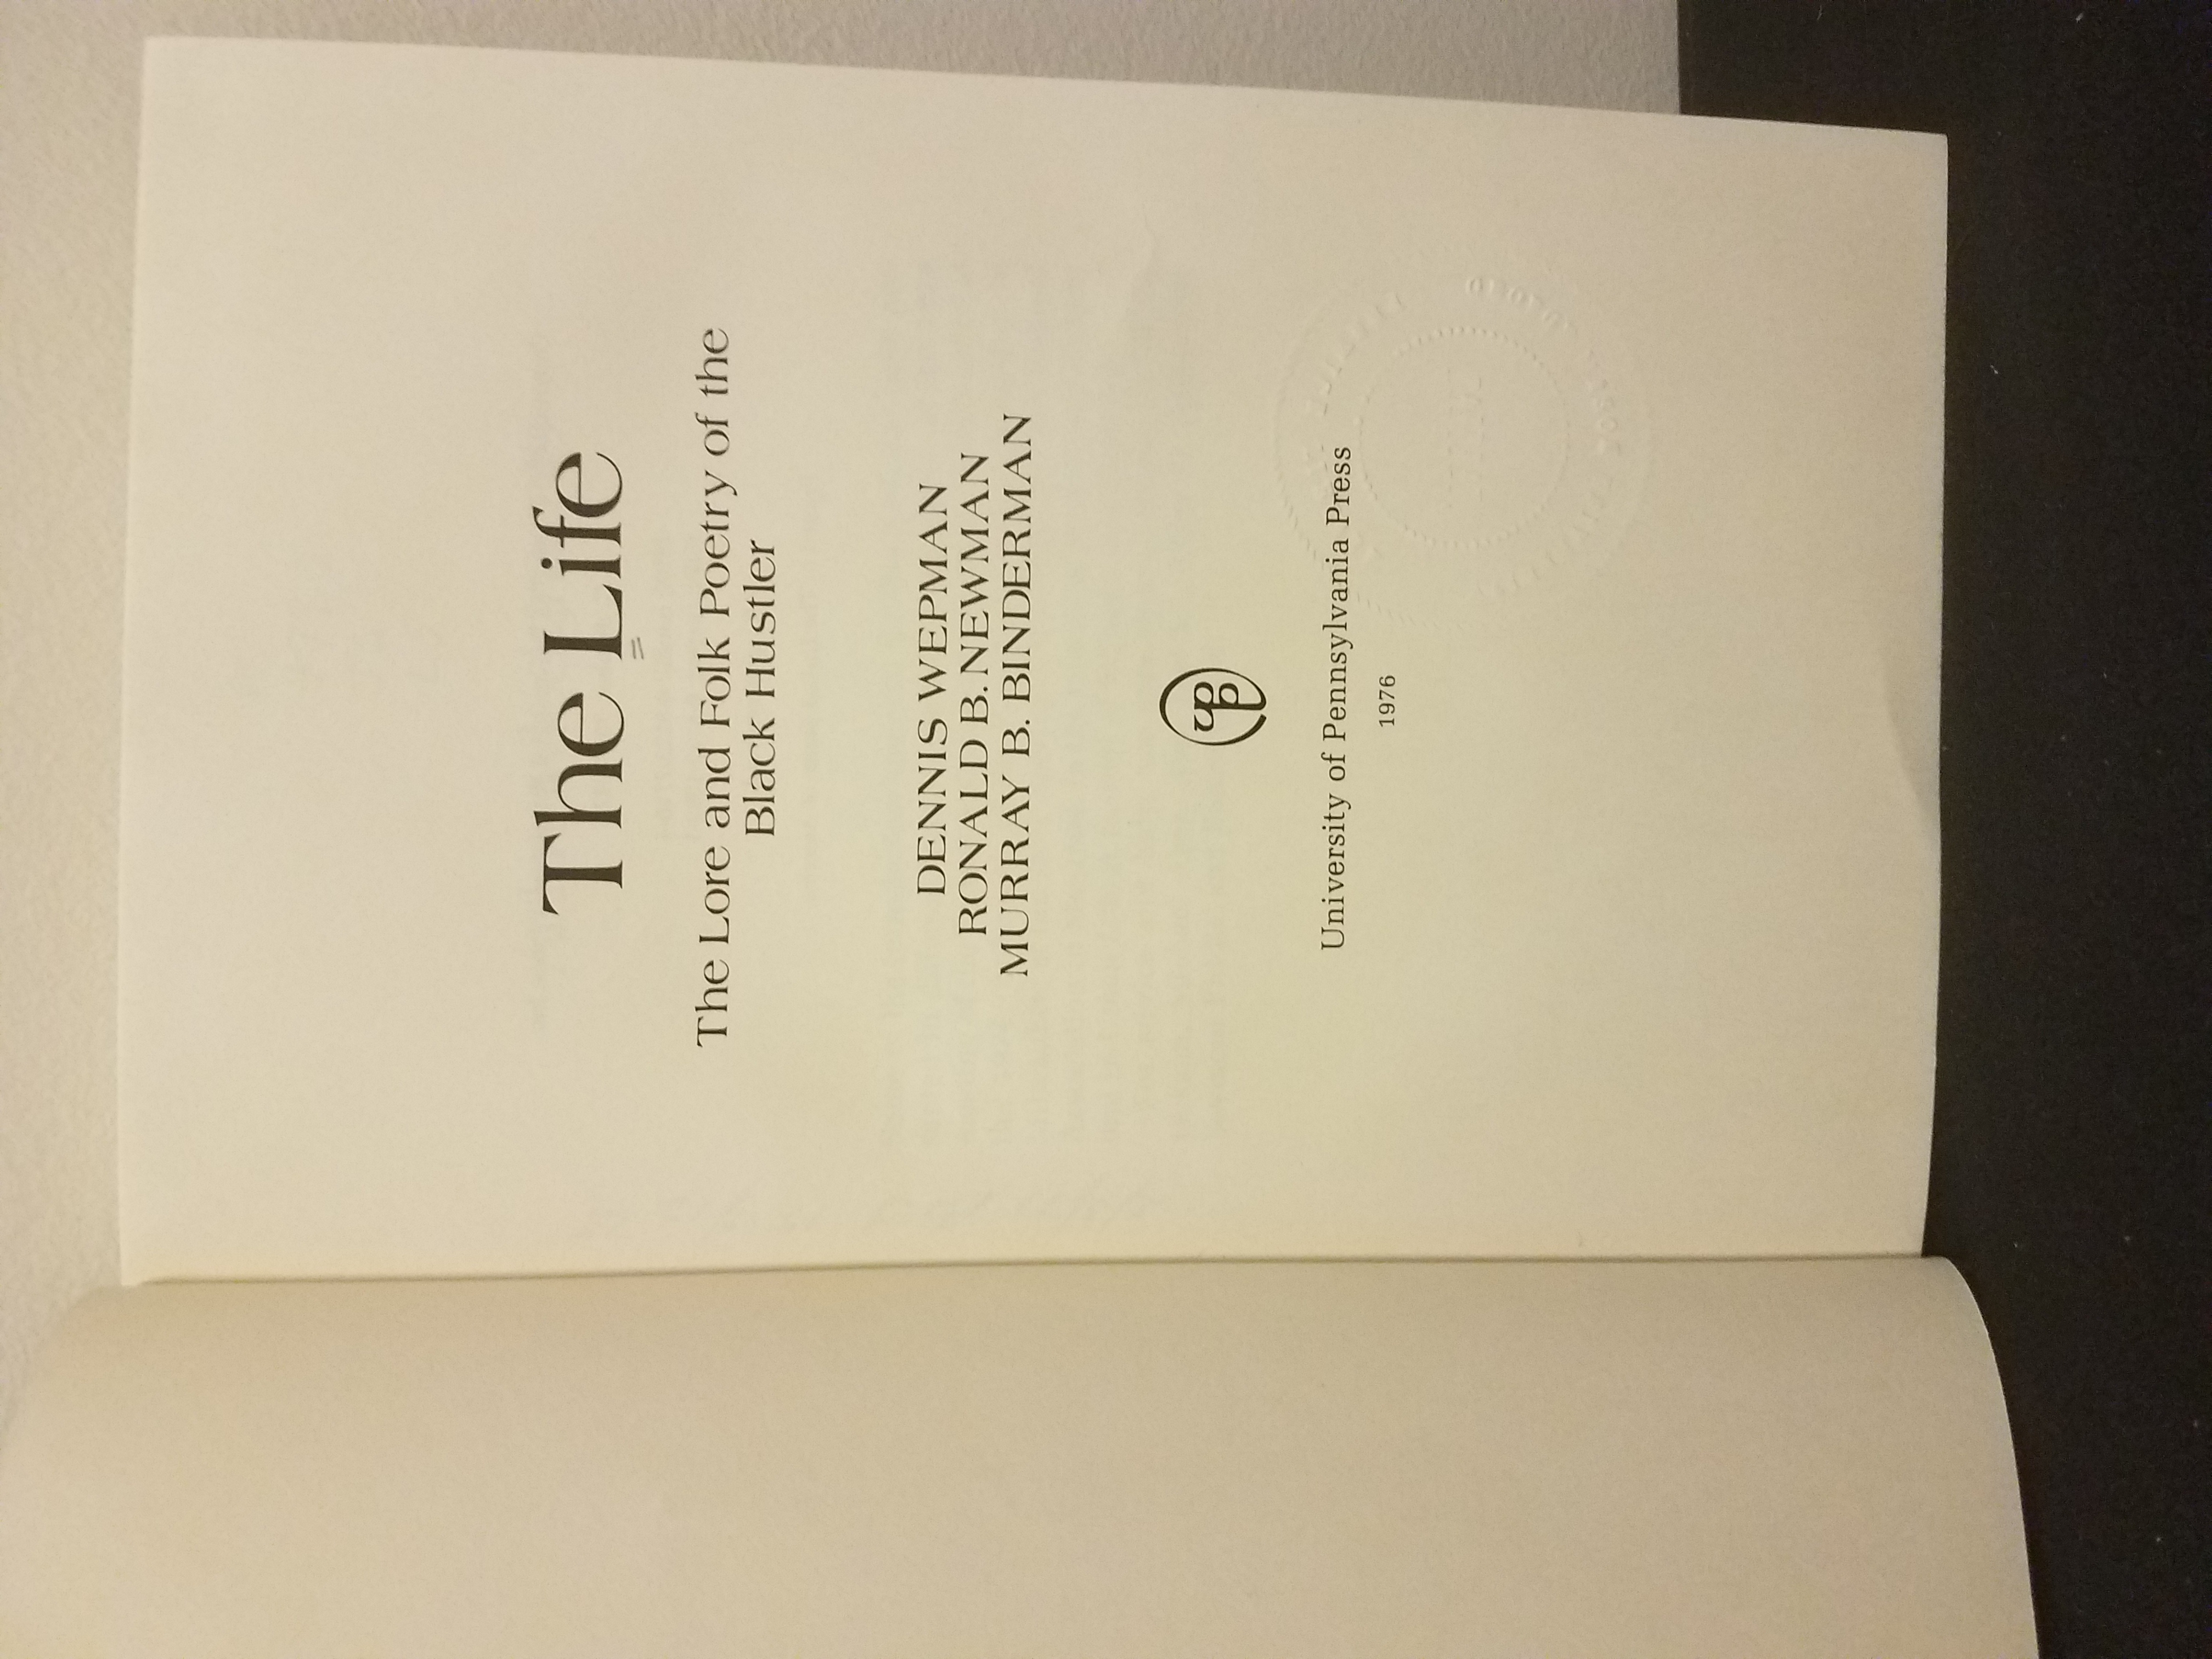 The Life
The Lore and Folk Poetry of the
Black Hustler
DENNIS WEPMAN
RONALD B. NEWMAN
MURRAY B. BINDERMAN
University of Pennsylvania Press
1976